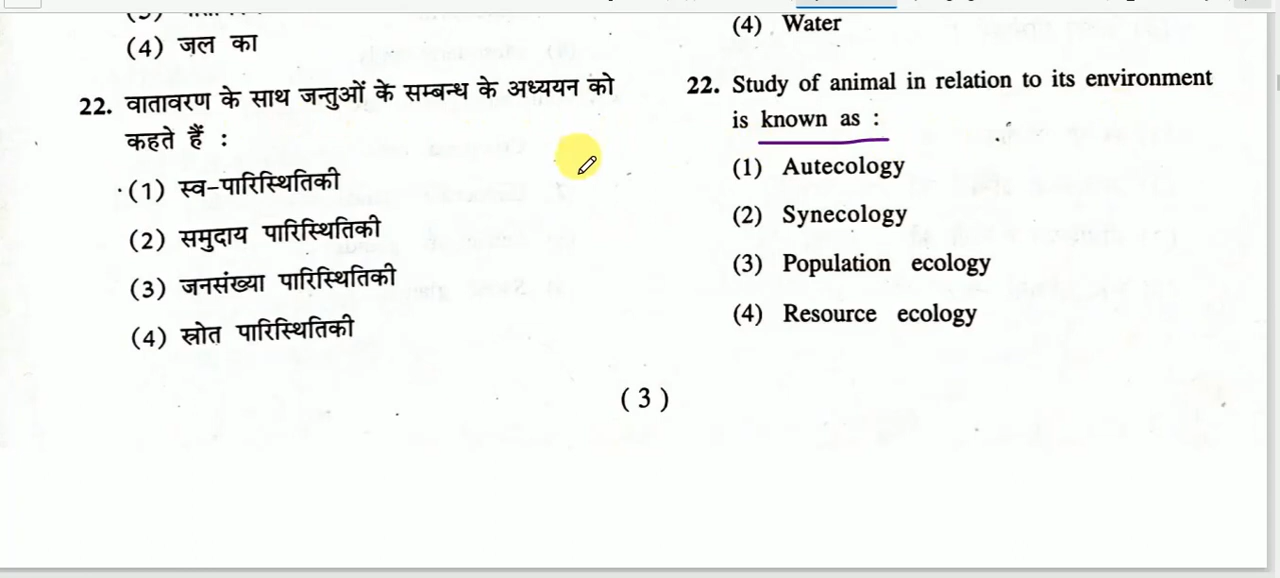 (4) जल का
22. वातावरण के साथ जन्तुओं के सम्बन्ध के अध्ययन को
कहते हैं :
(1) स्व-पारिस्थितिकी
(2) समुदाय पारिस्थितिकी
(3) जनसंख्या पारिस्थितिकी
(4) स्रोत पारिस्थितिकी
(4) Water
22. Study of animal in relation to its environment
is known as :
(1) Autecology
(2) Synecology
(3) Population ecology
(4) Resource ecology
( 3 )